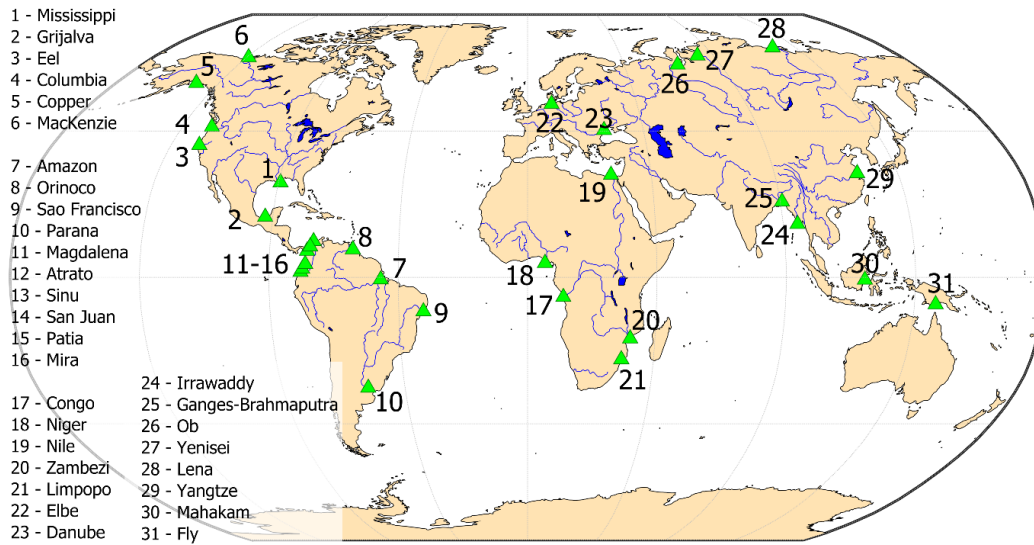 1 - Mississippi
2 - Grijalva
3 - Eel
4 - Columbia
5 - Copper
6 - MacKenzie
7 - Amazon
8 - Orinoco
9 - Sao Francisco
10 - Parana
11 - Magdalena
12 - Atrato
13 - Sinu
14 - San Juan
15 - Patia
16 - Mira
17 - Congo
18 - Niger
19 - Nile
20 - Zambezi
21 - Limpopo
22 - Elbe
23 - Danube
24 - Irrawaddy
25 - Ganges-Brahmaputra
26 - Ob
27 - Yenisei
28 - Lena
29 - Yangtze
30 - Mahakam
31 - Fly
6
28
27
26
5
4
22
23
3
1
19
29
25
2
24
8
11-16
7
18
30
31
17
9
20
21
10